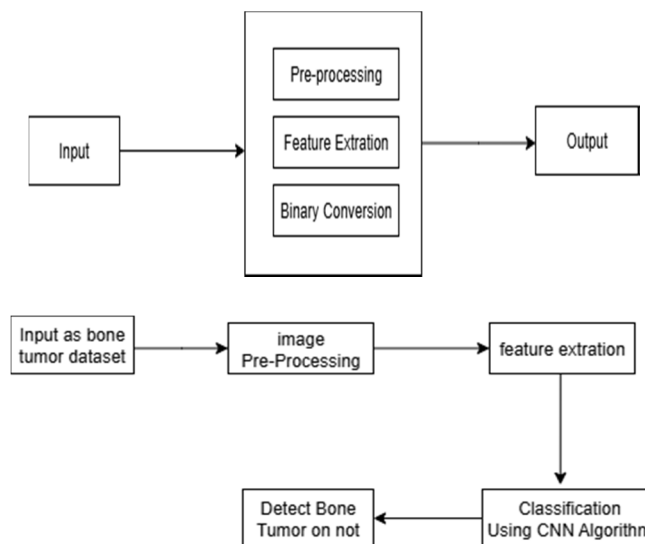 Pre-processing
Input
Feature Extration
Output
Binary Conversion
Input as bone
tumor dataset
image
Pre-Processing
feature extration
Detect Bone
Tumor on not
Classification
Using CNN Algorithm